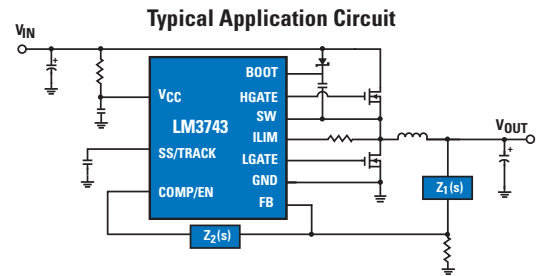 Typical Application Circuit
VIN
BOOT
VCC
HGATE
SW
LM3743
VOUT
ILIM
SS/TRACK
LGATE
COMP/EN
GND
Z1(s)
FB
Z2(s)
+
+